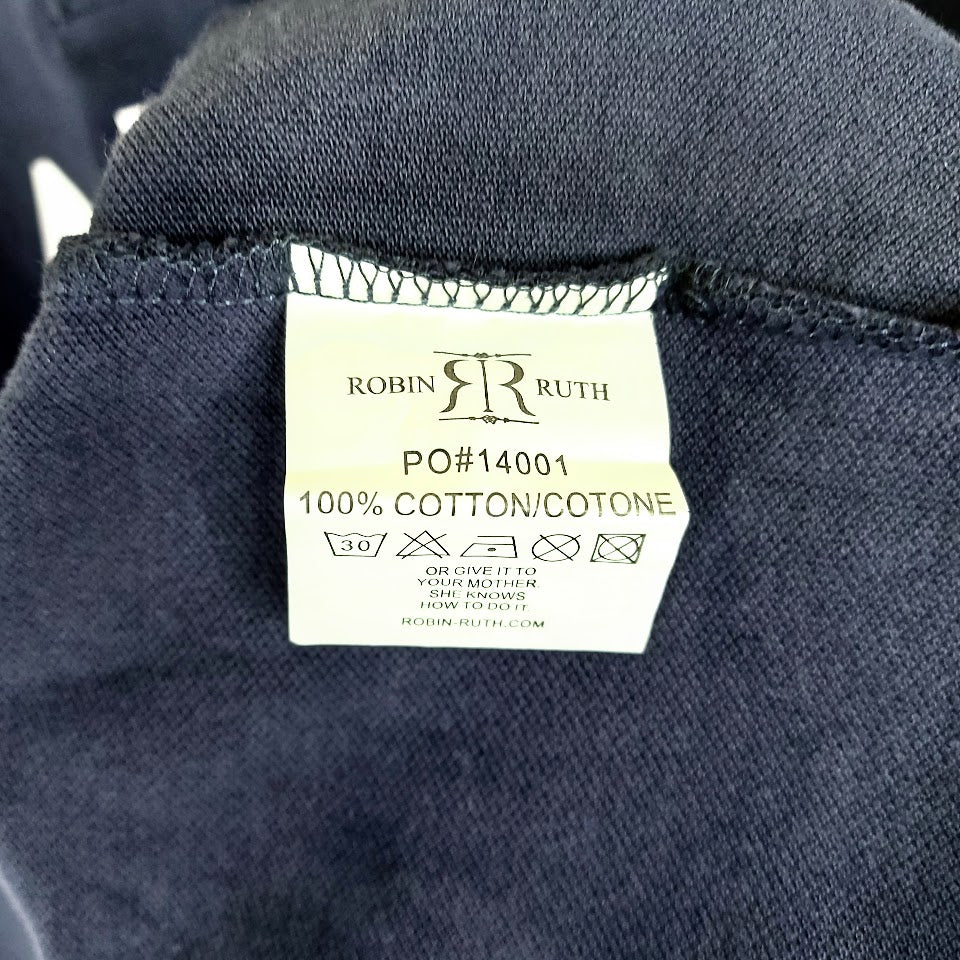 ROBIN RR RUTH
PO#14001
100% COTTON/COTONE
30
OR GIVE IT TO
YOUR MOTHER.
SHE KNOWS
HOW TO DO IT.
ROBIN-RUTH.COM